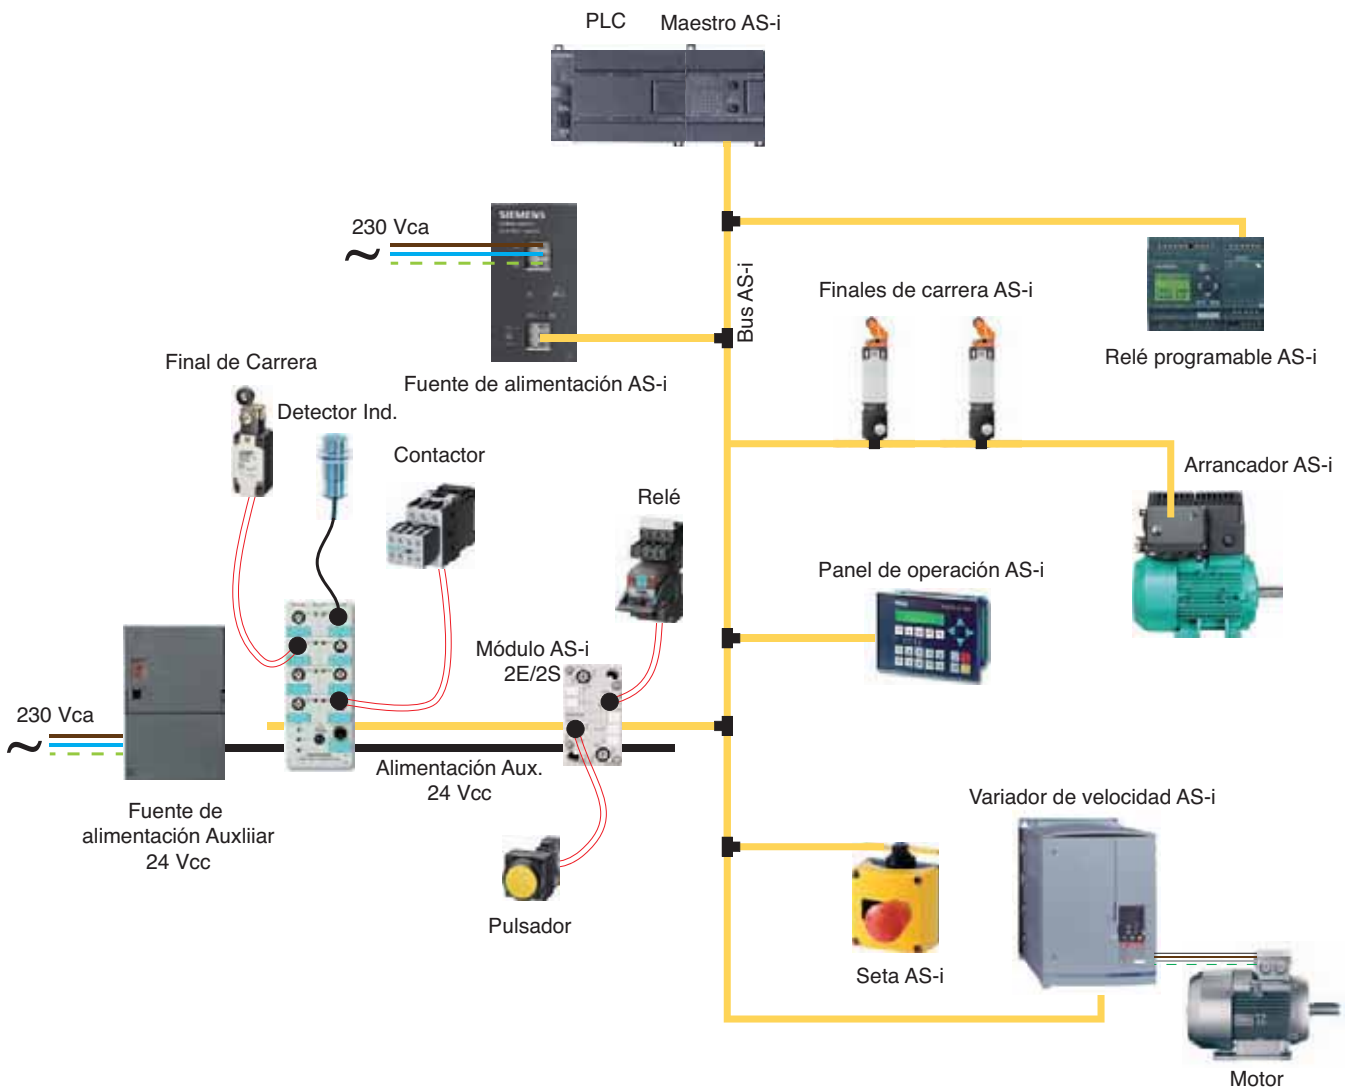 PLC
Maestro AS-i
SIEMENS
230 Vca
~
Bus AS-i
Finales de carrera AS-i
Relé programable AS-i
Final de Carrera
Fuente de alimentación AS-i
Detector Ind.
Contactor
Relé
Arrancador AS-i
Panel de operación AS-i
Módulo AS-i
2E/2S
230 Vca
~
Alimentación Aux.
24 Vcc
Fuente de
alimentación Auxliiar
24 Vcc
Variador de velocidad AS-i
Pulsador
Seta AS-i
Motor